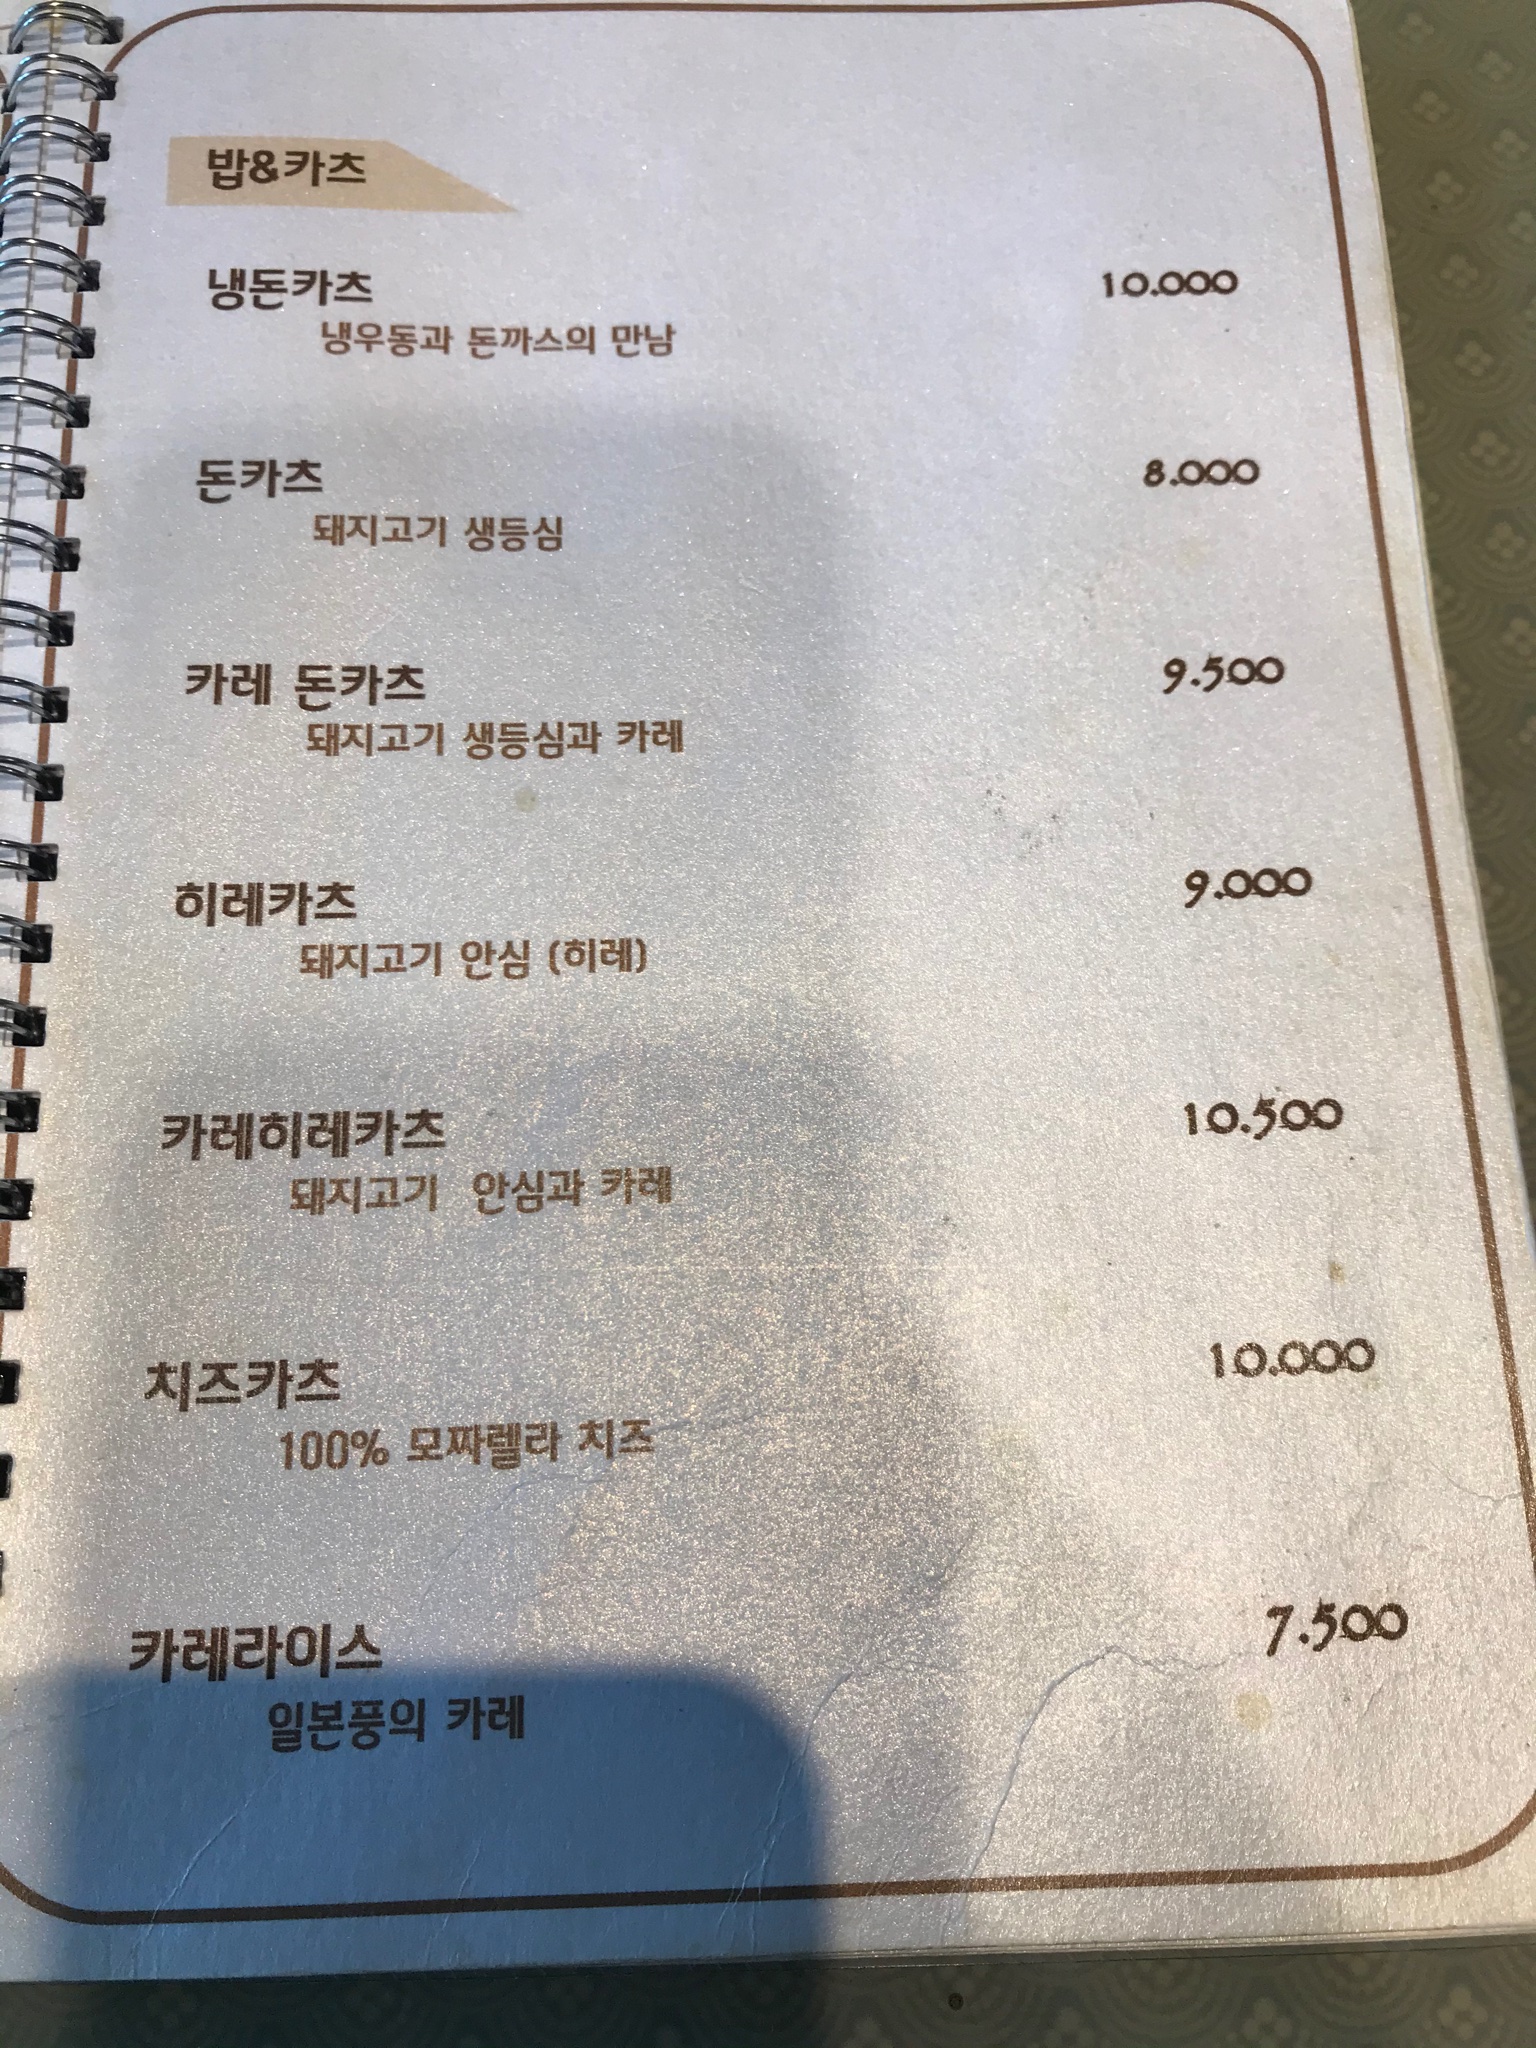 밥&카츠
냉돈카츠 10.000
냉우동과 돈까스의 만남
돈카츠 8.000
돼지고기 생등심
카레 돈카츠 9.500
돼지고기 생등심과 카레
히레카츠 9.000
돼지고기 안심 (히레)
카레히레카츠 10.500
돼지고기 안심과 카레
치즈카츠 10.000
100% 모짜렐라 치즈
카레라이스 7.500
일본풍의 카레